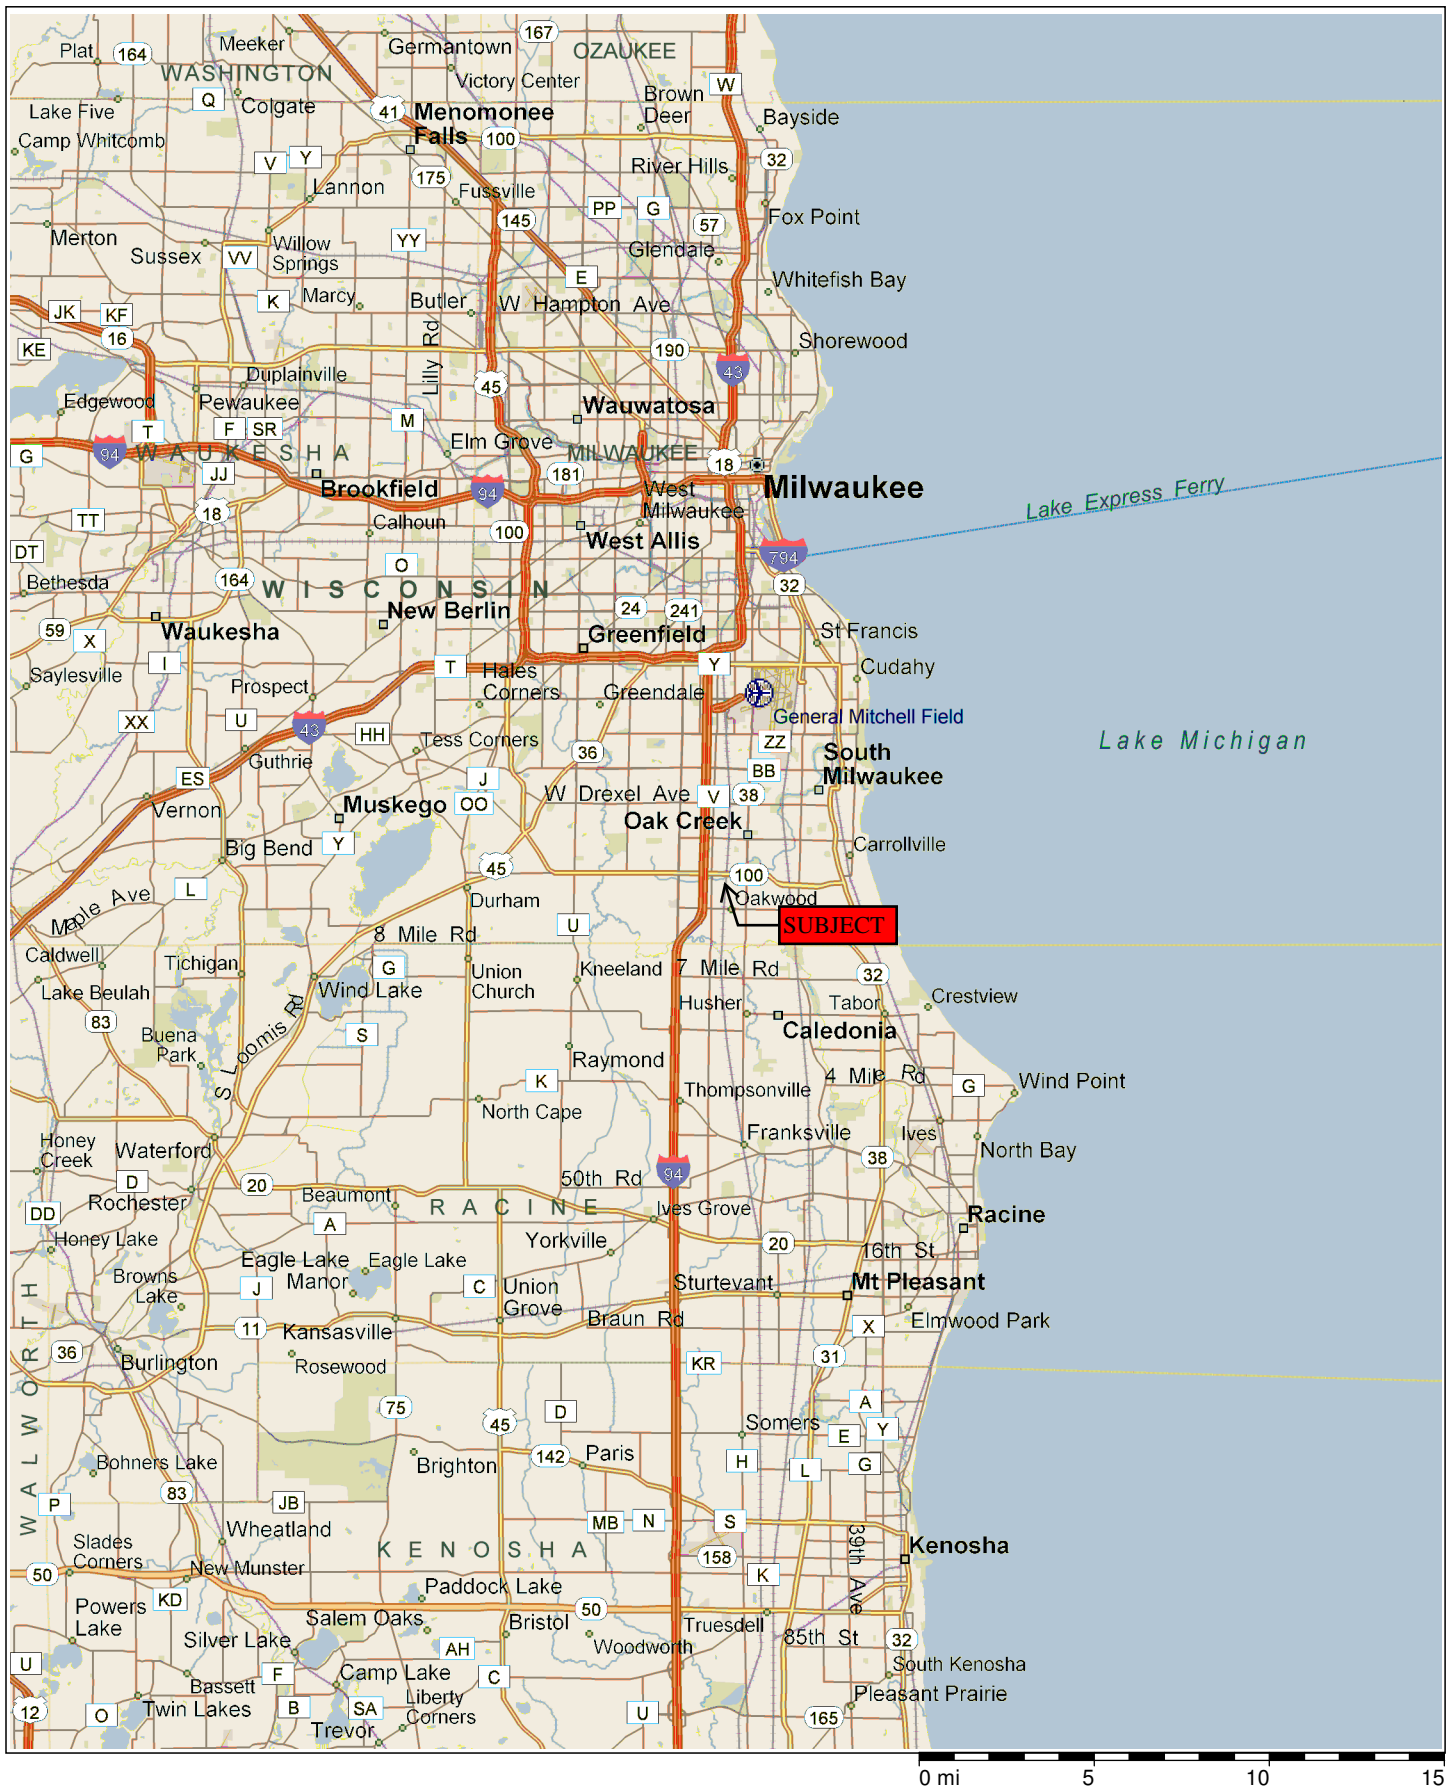 167
Meeker
Germantown
OZAUKEE
Plat
164
WASHINGTON
Victory Center
W
Q
Colgate
Brown
Deer
Lake Five
41
Menomonee
Falls
Bayside
Camp Whitcomb
100
V
Y
River Hills
32
175
Lannon
Fussville
PP
G
57
Fox Point
145
Merton
YY
Willow
Springs
Sussex
VV
Glendale
E
Whitefish Bay
JK
KF
K
Marcy
Butler
W Hampton Ave
16
KE
Lilly Rd
190
Shorewood
43
Duplainville
45
Edgewood
Pewaukee
Wauwatosa
T
F
SR
M
Elm Grove
MILWAUKEE
G
94
WAUKESHA
JJ
181
18
Brookfield
94
West
Milwaukee
Milwaukee
Lake Express Ferry
TT
18
Calhoun
100
West Allis
DT
O
794
Bethesda
164
WISCONSIN
32
New Berlin
24
241
59
X
Waukesha
Greenfield
St Francis
I
T
Hales
Corners
Y
Cudahy
Saylesville
Prospect
Greendale
XX
U
43
HH
General Mitchell Field
Tess Corners
36
ZZ
Lake Michigan
Guthrie
South
Milwaukee
ES
J
BB
Vernon
Muskego
OO
W Drexel Ave
V
38
Oak Creek
Big Bend
Y
Carrollville
45
100
L
Maple Ave
Durham
Oakwood
SUBJECT
8 Mile Rd
U
Caldwell
Tichigan
G
Union
Church
Kneeland
7 Mile Rd
32
Lake Beulah
Wind Lake
Husher
Tabor
Crestview
83
S Loomis Rd
S
Caledonia
Buena
Park
Raymond
4 Mile Rd
K
Thompsonville
G
Wind Point
North Cape
Honey
Creek
Waterford
Franksville
Ives
38
North Bay
D
20
50th Rd
94
Rochester
Beaumont
RACINE
Ives Grove
DD
A
Racine
Honey Lake
Yorkville
20
16th St
Eagle Lake
Manor
Eagle Lake
Browns
Lake
J
C
Union
Grove
Sturtevant
Mt Pleasant
11
Kansasville
Braun Rd
X
Elmwood Park
WALWORTH
36
Burlington
Rosewood
KR
31
75
45
D
A
Somers
Y
E
142
Paris
Bohners Lake
Brighton
H
L
G
83
P
JB
MB
N
S
Wheatland
39th Ave
Slades
Corners
KENOSHA
158
Kenosha
50
New Munster
K
KD
Paddock Lake
Powers
Lake
Salem Oaks
Bristol
50
Truesdell
Silver Lake
AH
Woodworth
85th St
32
U
F
Camp Lake
C
South Kenosha
Bassett
Pleasant Prairie
12
O
Twin Lakes
B
SA
Liberty
Corners
U
165
Trevor
0 mi 5 10 15